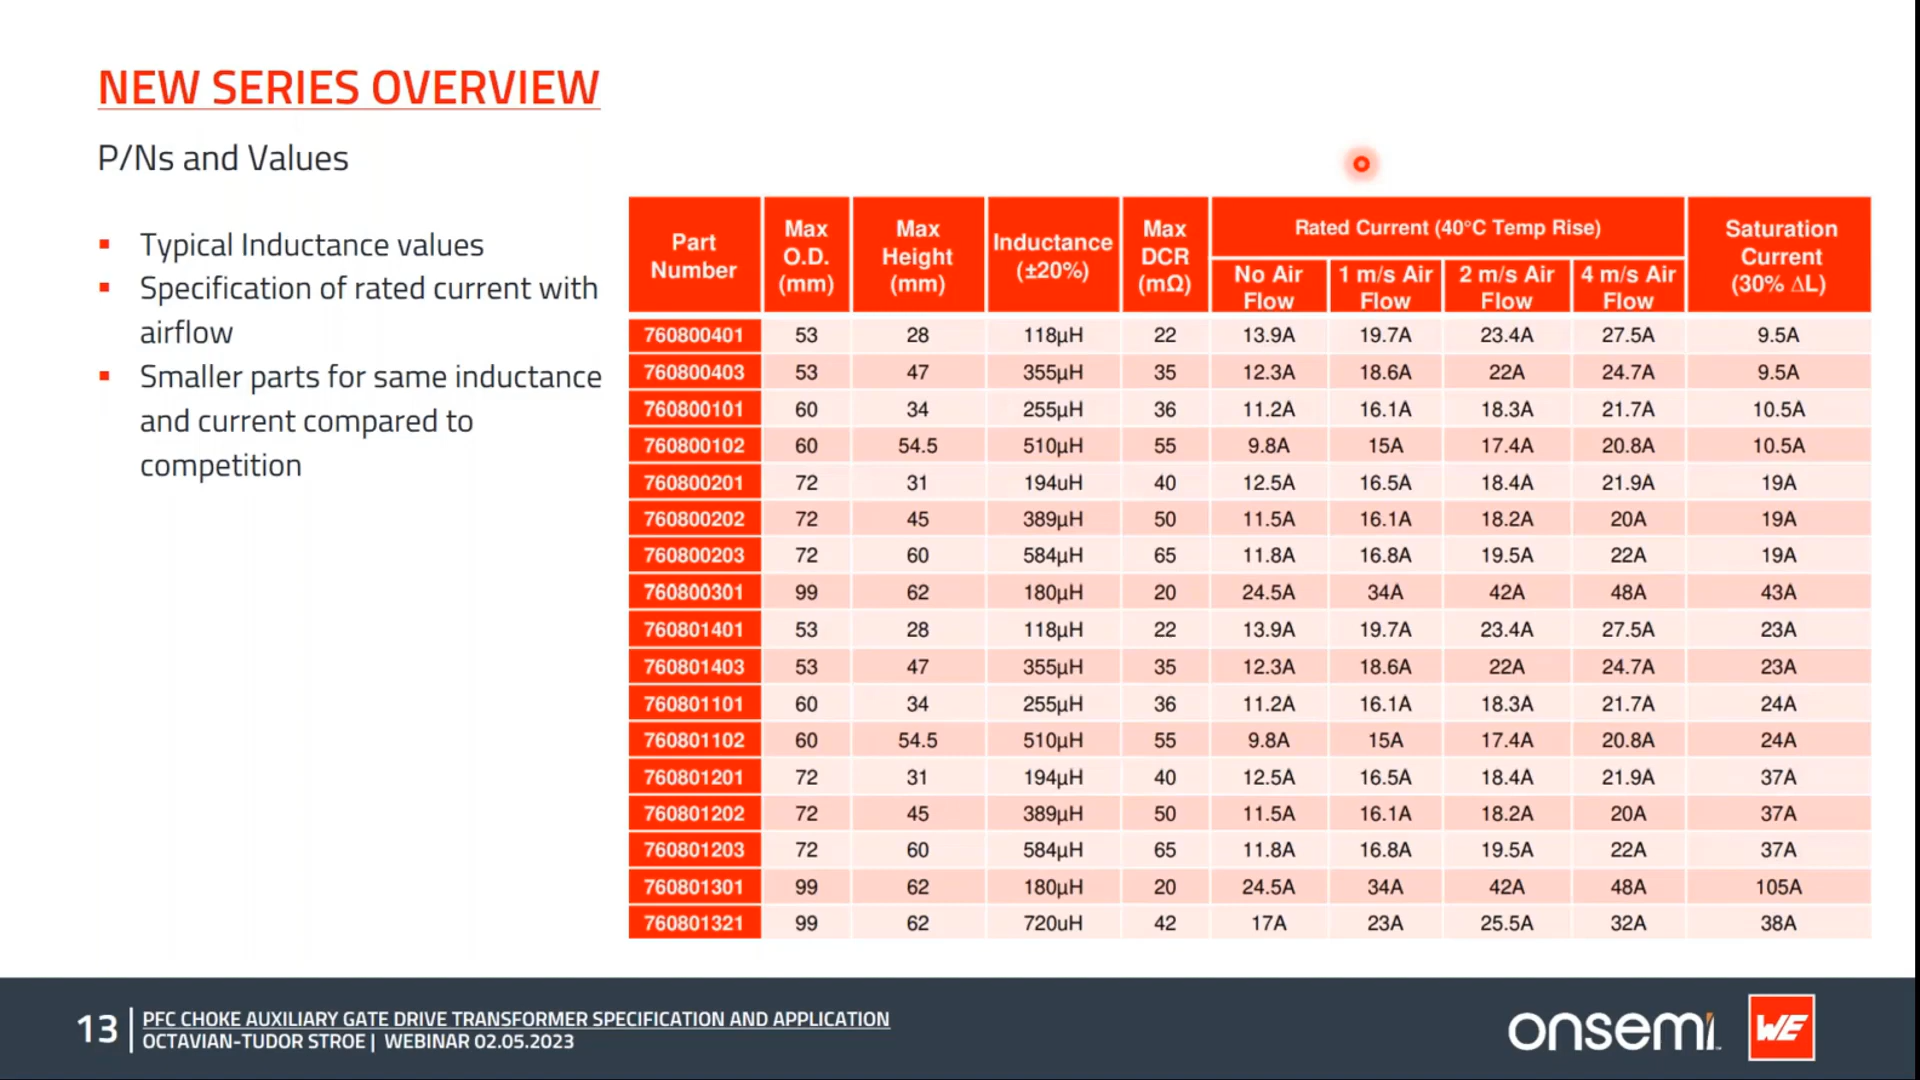 NEW SERIES OVERVIEW
P/Ns and Values
▪ Typical Inductance values
▪ Specification of rated current with
airflow
▪ Smaller parts for same inductance
and current compared to
competition
Part Number | Max O.D. (mm) | Max Height (mm) | Inductance (±20%) | Max DCR (mΩ) | Rated Current (40°C Temp Rise) | Saturation Current (30% ΔL)
No Air Flow | 1 m/s Air Flow | 2 m/s Air Flow | 4 m/s Air Flow
760800401 53 28 118µH 22 13.9A 19.7A 23.4A 27.5A 9.5A
760800403 53 47 355µH 35 12.3A 18.6A 22A 24.7A 9.5A
760800101 60 34 255µH 36 11.2A 16.1A 18.3A 21.7A 10.5A
760800102 60 54.5 510µH 55 9.8A 15A 17.4A 20.8A 10.5A
760800201 72 31 194uH 40 12.5A 16.5A 18.4A 21.9A 19A
760800202 72 45 389µH 50 11.5A 16.1A 18.2A 20A 19A
760800203 72 60 584µH 65 11.8A 16.8A 19.5A 22A 19A
760800301 99 62 180µH 20 24.5A 34A 42A 48A 43A
760801401 53 28 118µH 22 13.9A 19.7A 23.4A 27.5A 23A
760801403 53 47 355µH 35 12.3A 18.6A 22A 24.7A 23A
760801101 60 34 255µH 36 11.2A 16.1A 18.3A 21.7A 24A
760801102 60 54.5 510µH 55 9.8A 15A 17.4A 20.8A 24A
760801201 72 31 194µH 40 12.5A 16.5A 18.4A 21.9A 37A
760801202 72 45 389µH 50 11.5A 16.1A 18.2A 20A 37A
760801203 72 60 584µH 65 11.8A 16.8A 19.5A 22A 37A
760801301 99 62 180µH 20 24.5A 34A 42A 48A 105A
760801321 99 62 720uH 42 17A 23A 25.5A 32A 38A
13
PFC CHOKE AUXILIARY GATE DRIVE TRANSFORMER SPECIFICATION AND APPLICATION
OCTAVIAN-TUDOR STROE | WEBINAR 02.05.2023
onsemi
WE